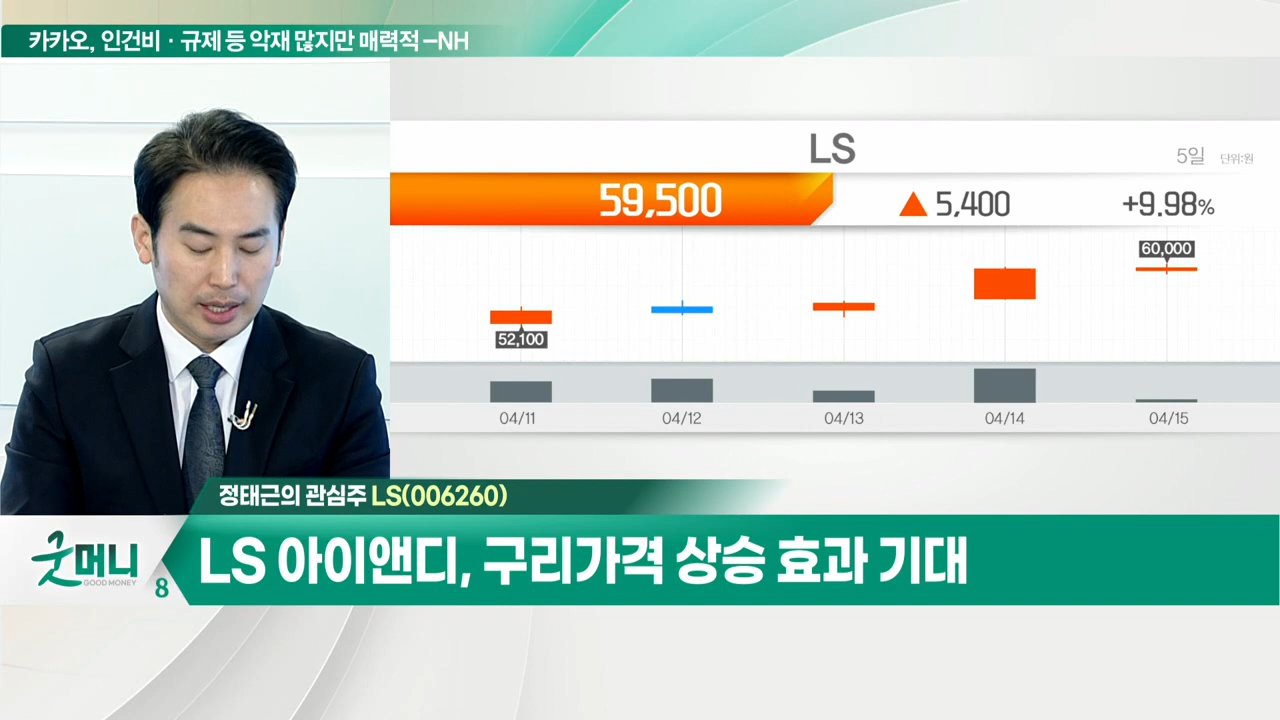 카카오, 인건비 · 규제 등 악재 많지만 매력적 –NH
LS
5일 단위:원
59,500 ▲ 5,400 +9.98%
60,000
52,100
04/11 04/12 04/13 04/14 04/15
정태근의 관심주 LS(006260)
굿머니
GOOD MONEY
8
LS 아이앤디, 구리가격 상승 효과 기대